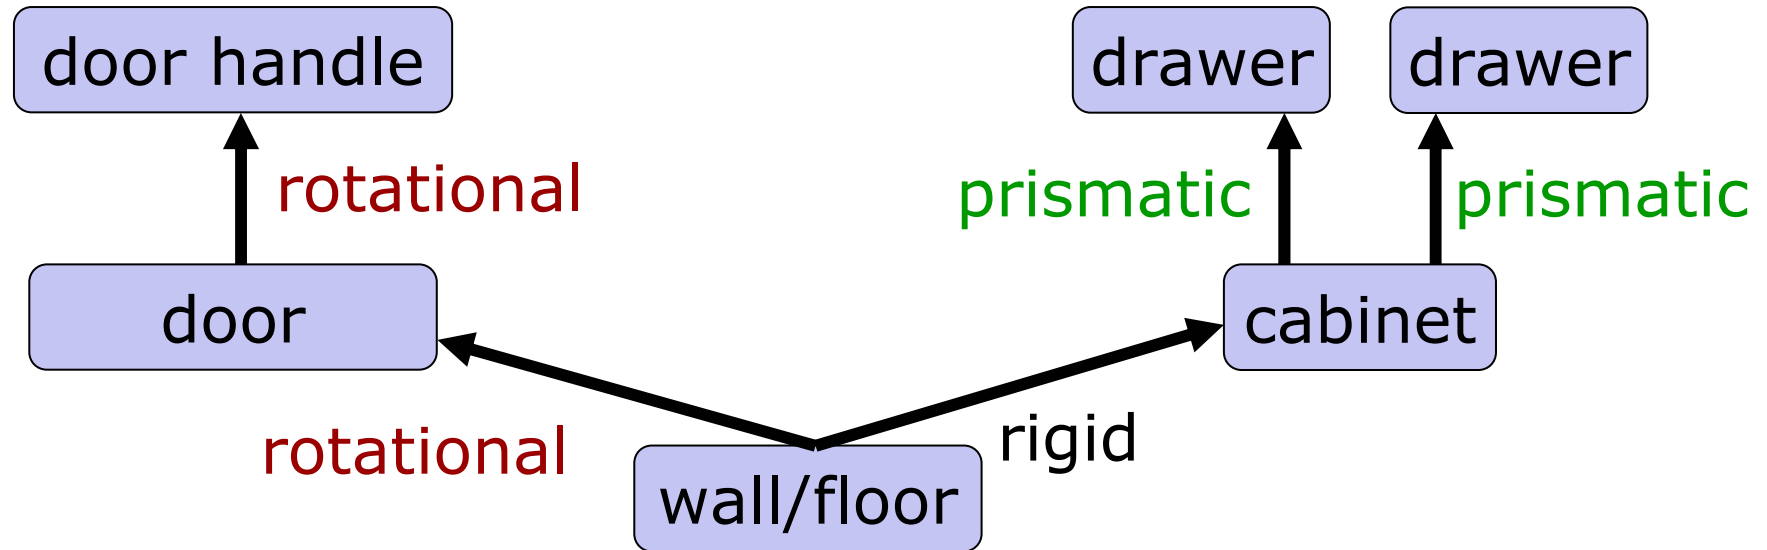 door handle
drawer
drawer
rotational
prismatic
prismatic
door
cabinet
rotational
rigid
wall/floor